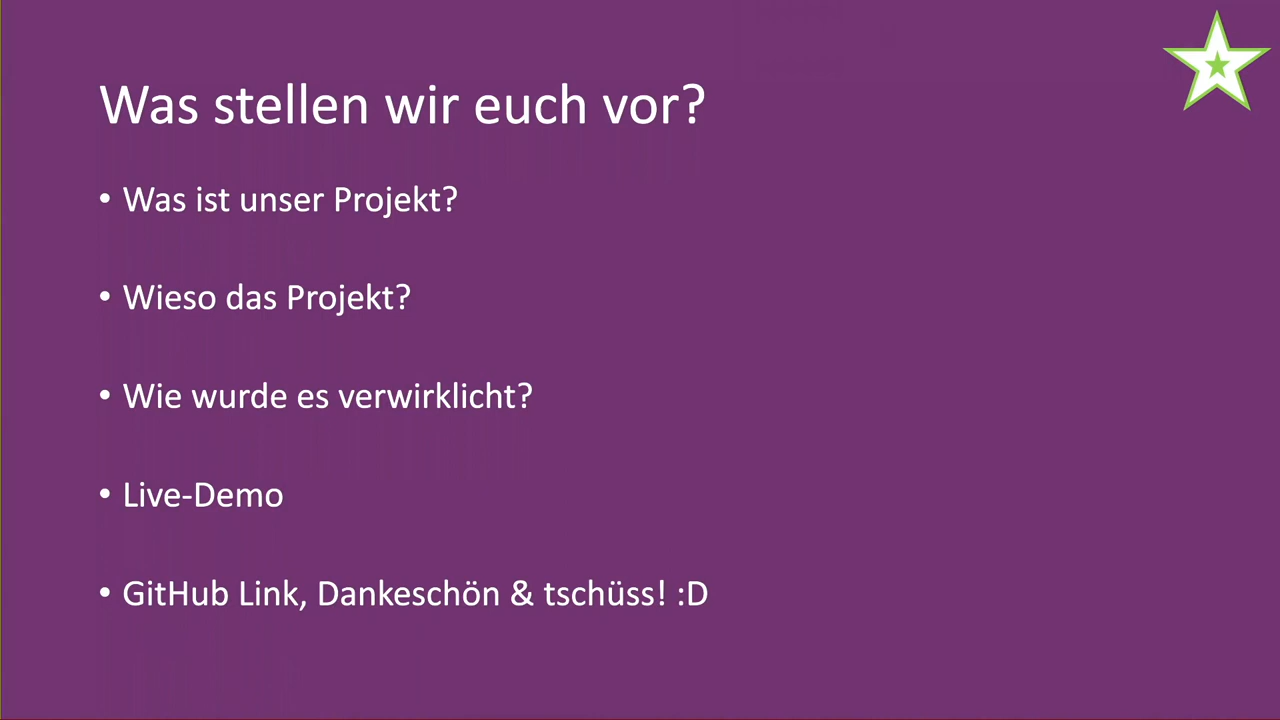 Was stellen wir euch vor?
• Was ist unser Projekt?
• Wieso das Projekt?
• Wie wurde es verwirklicht?
• Live-Demo
• GitHub Link, Dankeschön & tschüss! :D